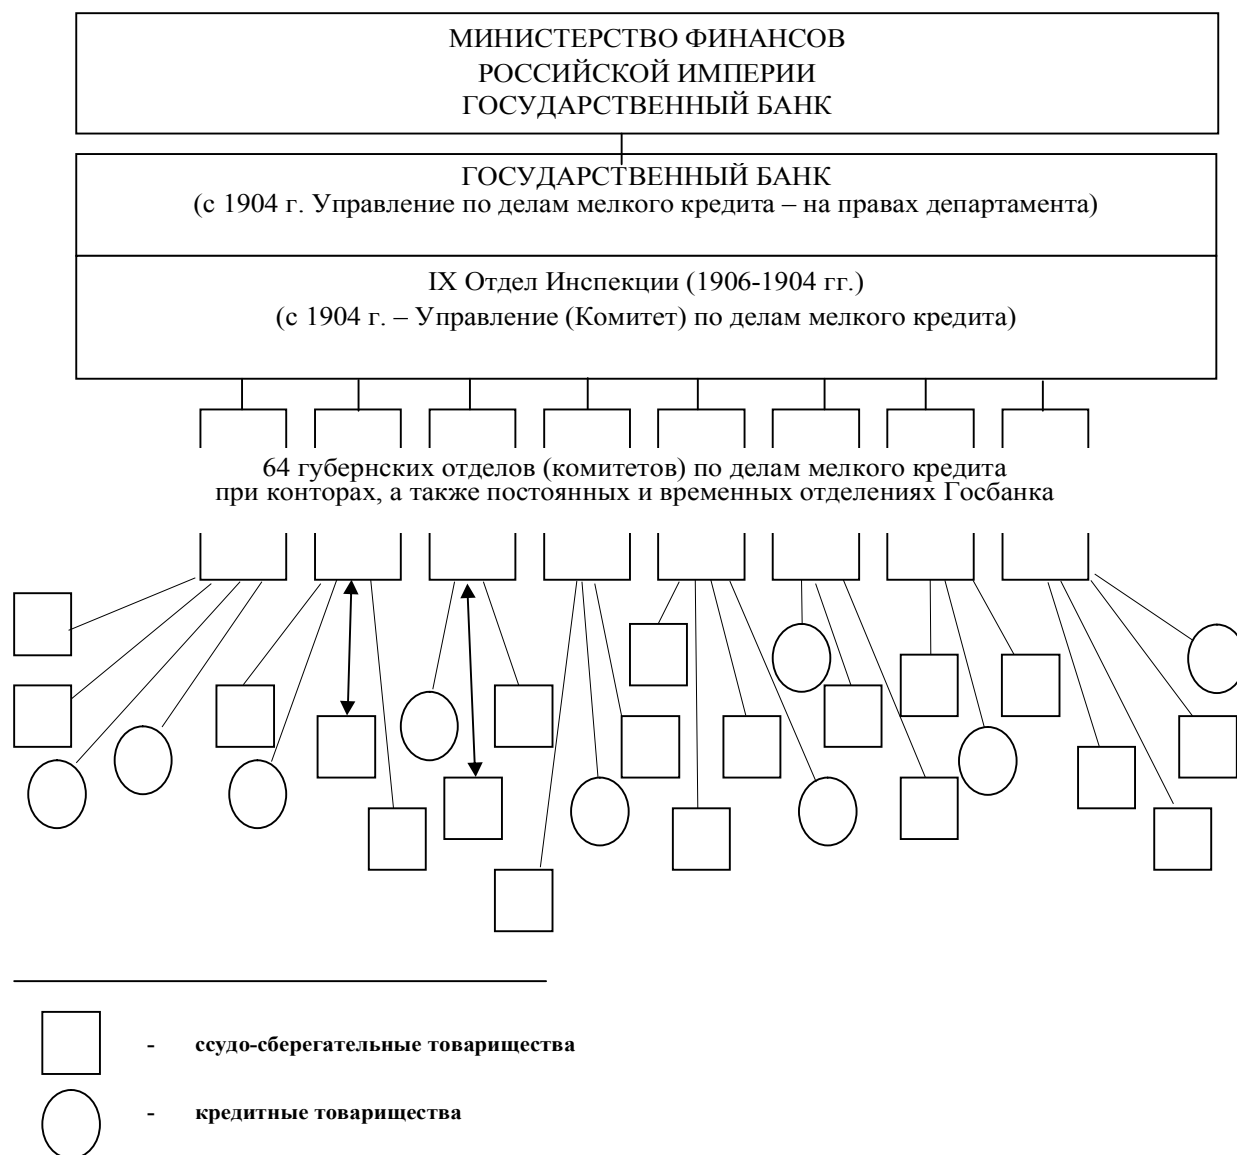 МИНИСТЕРСТВО ФИНАНСОВ
РОССИЙСКОЙ ИМПЕРИИ
ГОСУДАРСТВЕННЫЙ БАНК
ГОСУДАРСТВЕННЫЙ БАНК
(с 1904 г. Управление по делам мелкого кредита – на правах департамента)
IX Отдел Инспекции (1906-1904 гг.)
(с 1904 г. – Управление (Комитет) по делам мелкого кредита)
64 губернских отделов (комитетов) по делам мелкого кредита
при конторах, а также постоянных и временных отделениях Госбанка
- ссудо-сберегательные товарищества
- кредитные товарищества